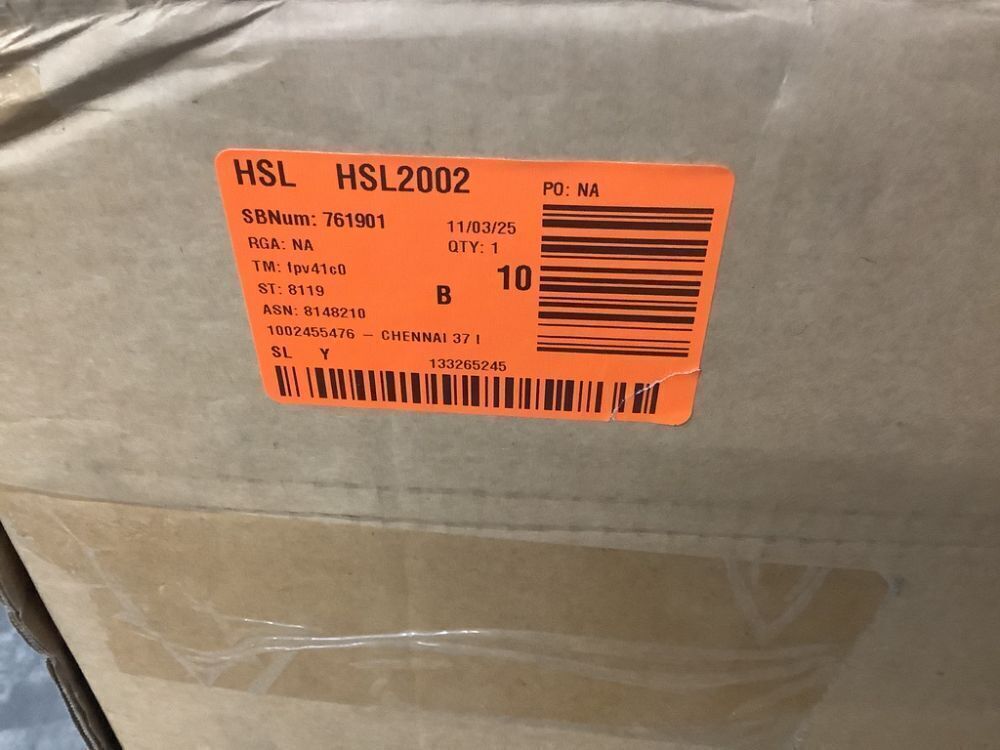 HSL HSL2002
PO: NA
SBNum: 761901
11/03/25
RGA: NA
QTY: 1
TM: fpv41c0
10
ST: 8119
B
ASN: 8148210
1002455476 – CHENNAI 37 I
SL Y
133265245